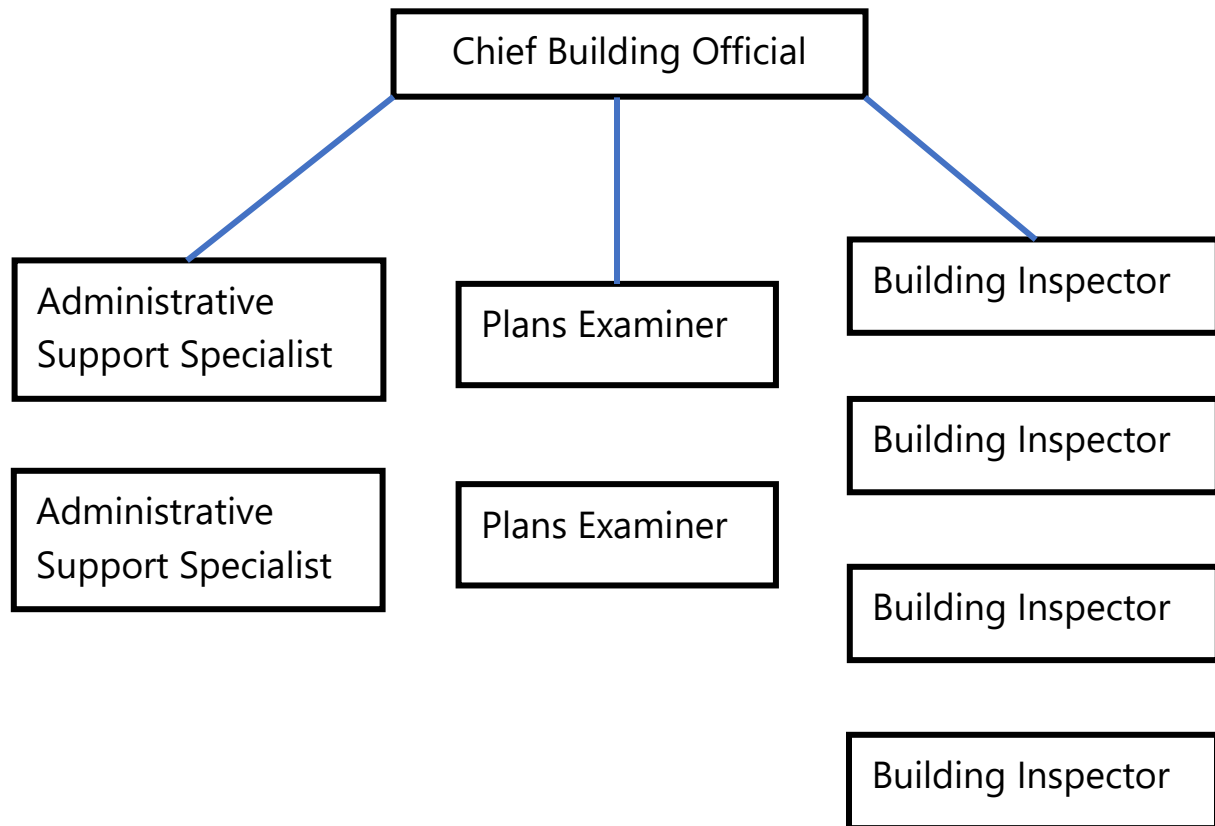 Chief Building Official
Administrative
Support Specialist
Administrative
Support Specialist
Plans Examiner
Plans Examiner
Building Inspector
Building Inspector
Building Inspector
Building Inspector